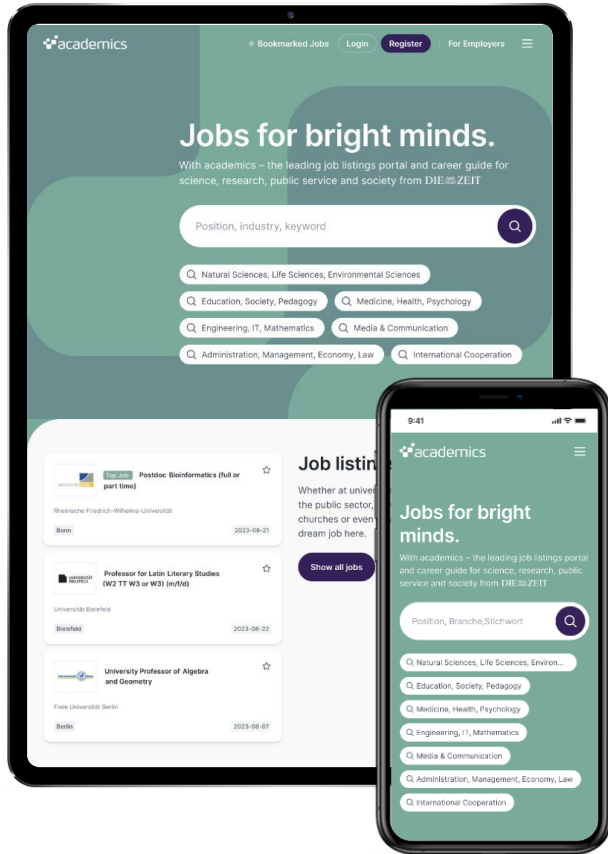 academics
★ Bookmarked Jobs Login Register For Employers
Jobs for bright minds.
With academics – the leading job listings portal and career guide for
science, research, public service and society from DIE ZEIT
Position, industry, keyword
Natural Sciences, Life Sciences, Environmental Sciences
Education, Society, Pedagogy Medicine, Health, Psychology
Engineering, IT, Mathematics Media & Communication
Administration, Management, Economy, Law International Cooperation
Top Job Postdoc Bioinformatics (full or
part time)
Rheinische Friedrich-Wilhelms-Universität
Bonn 2023-08-21
UNIVERSITÄT
BIELEFELD
Professor for Latin Literary Studies
(W2 TT W3 or W3) (m/f/d)
Universität Bielefeld
Bielefeld 2023-08-22
University Professor of Algebra
and Geometry
Freie Universität Berlin
Berlin 2023-08-07
Job listin
Whether at univer
the public sector,
churches or even
dream job here.
Show all jobs
9:41
academics
Jobs for bright
minds.
With academics – the leading job listings portal
and career guide for science, research, public
service and society from DIE ZEIT
Position, Branche,Stichwort
Natural Sciences, Life Sciences, Environ...
Education, Society, Pedagogy
Medicine, Health, Psychology
Engineering, IT, Mathematics
Media & Communication
Administration, Management, Economy, Law
International Cooperation